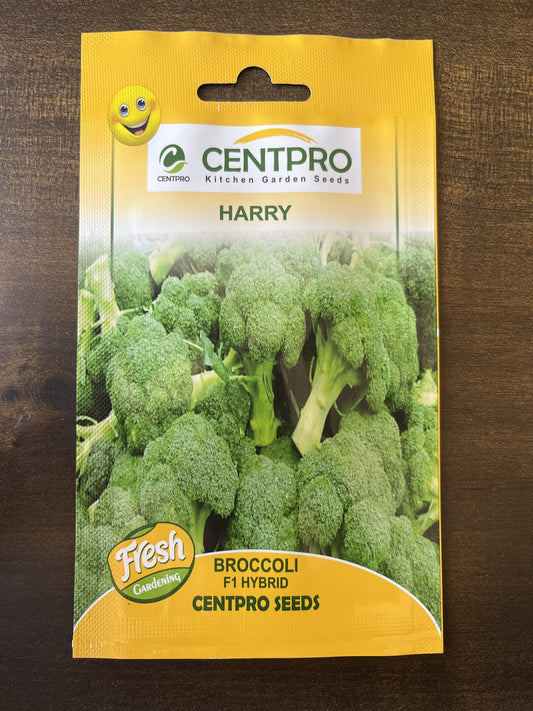 CENTPRO
CENTPRO
Kitchen Garden Seeds
HARRY
Fresh
GARDENING
BROCCOLI
F1 HYBRID
CENTPRO SEEDS